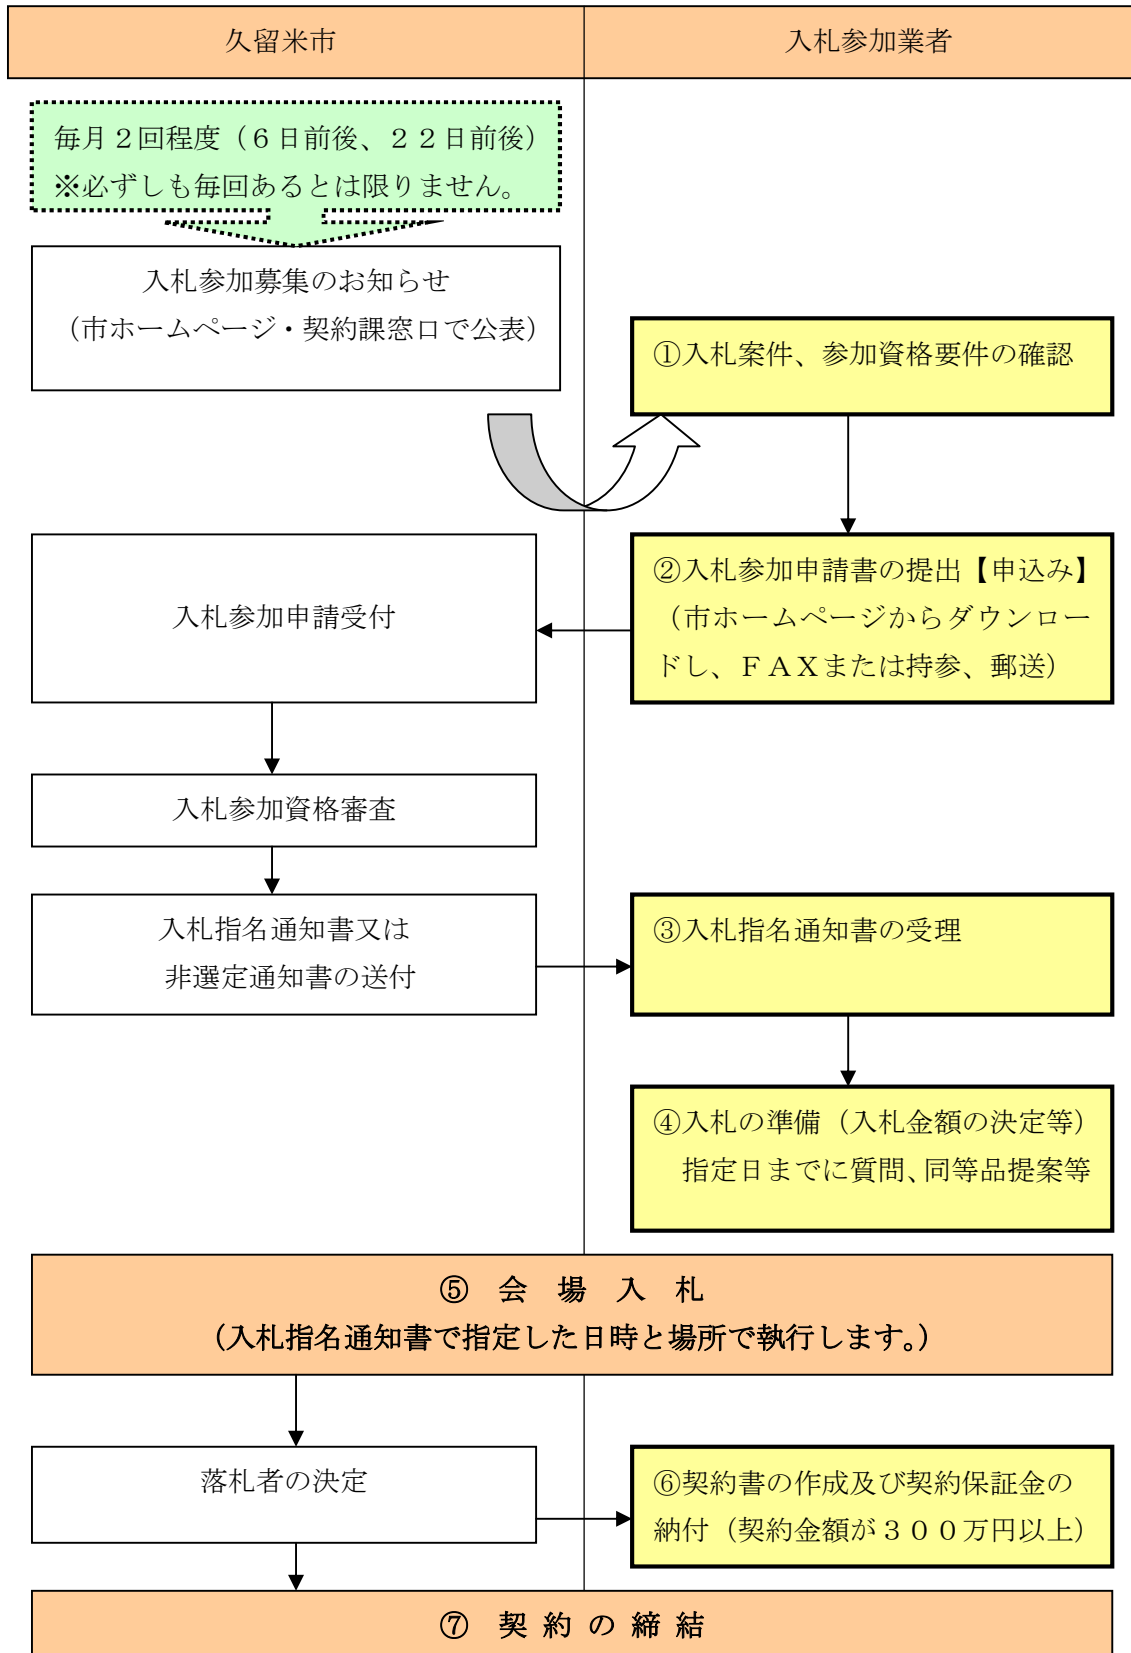 久留米市
入札参加業者
毎月２回程度（６日前後、２２日前後）
※必ずしも毎回あるとは限りません。
入札参加募集のお知らせ
（市ホームページ・契約課窓口で公表）
①入札案件、参加資格要件の確認
②入札参加申請書の提出【申込み】
（市ホームページからダウンロー
ドし、ＦＡＸまたは持参、郵送）
入札参加申請受付
入札参加資格審査
入札指名通知書又は
非選定通知書の送付
③入札指名通知書の受理
④入札の準備（入札金額の決定等）
指定日までに質問、同等品提案等
⑤　会　場　入　札
（入札指名通知書で指定した日時と場所で執行します。）
落札者の決定
⑥契約書の作成及び契約保証金の
納付（契約金額が３００万円以上）
⑦　契 約 の 締 結